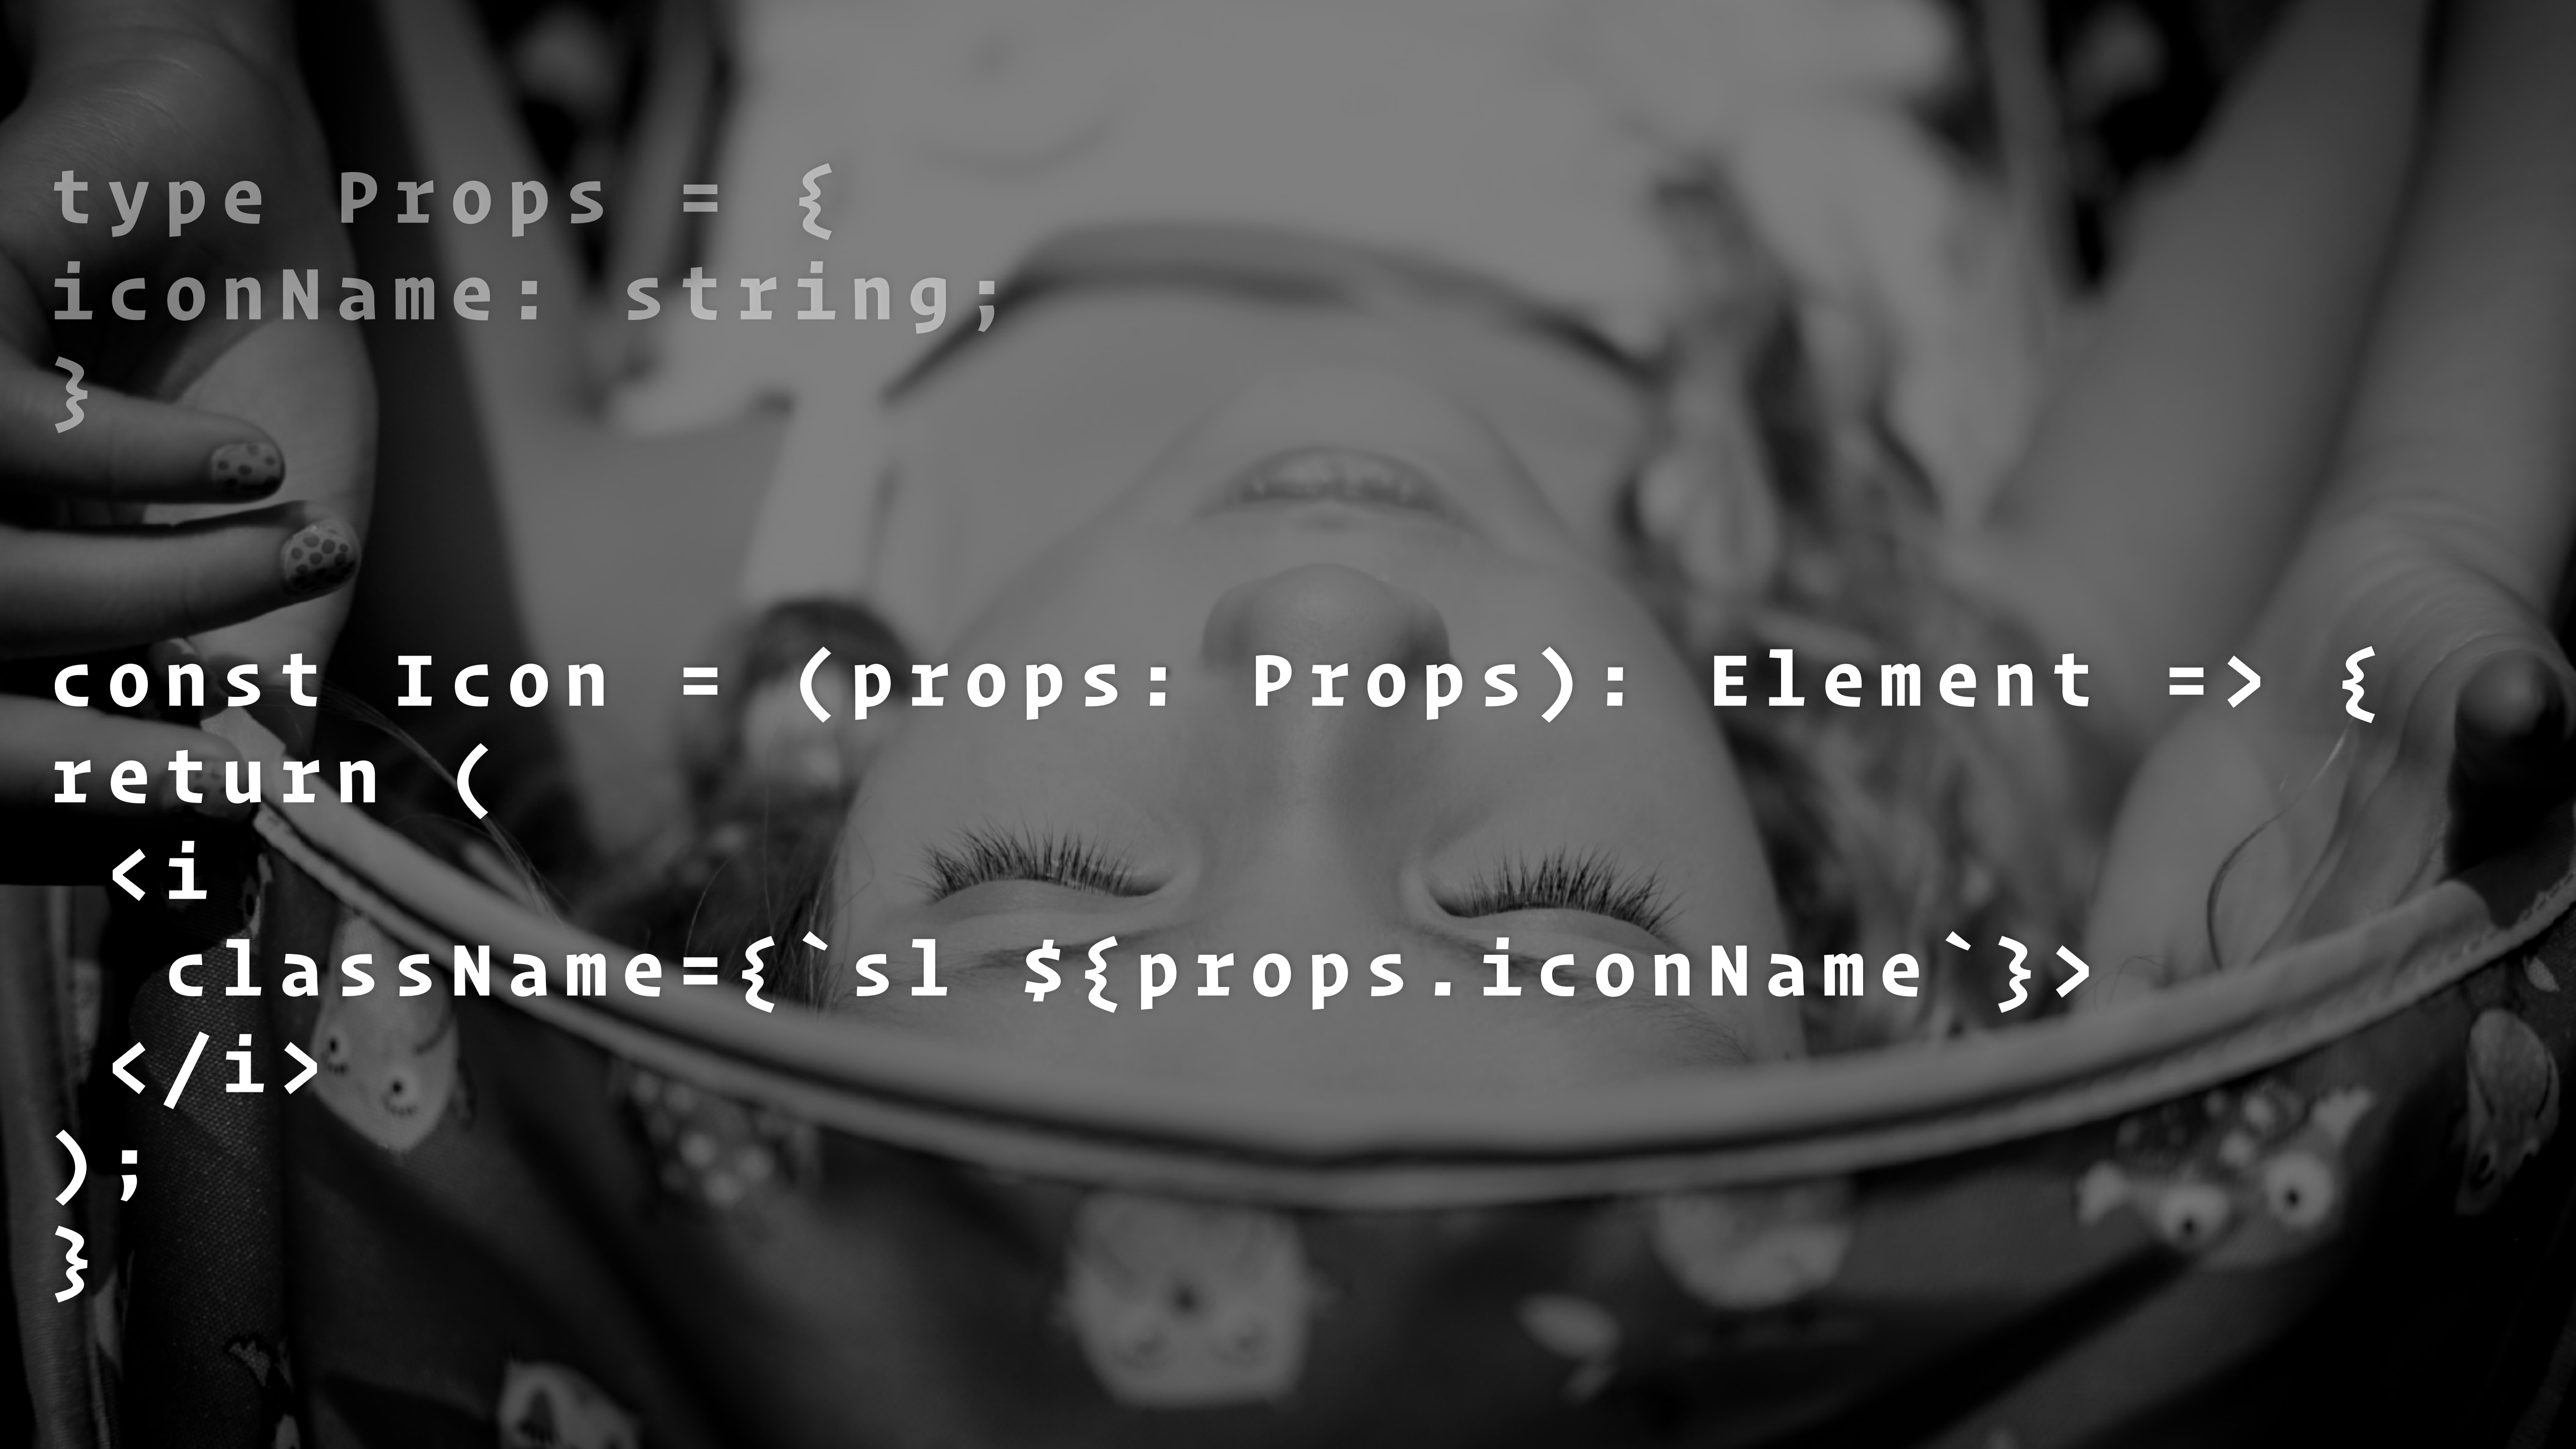 type Props = {
iconName: string;
}
const Icon = (props: Props): Element => {
return (
 <i
  className={`sl ${props.iconName`}>
 </i>
);
}